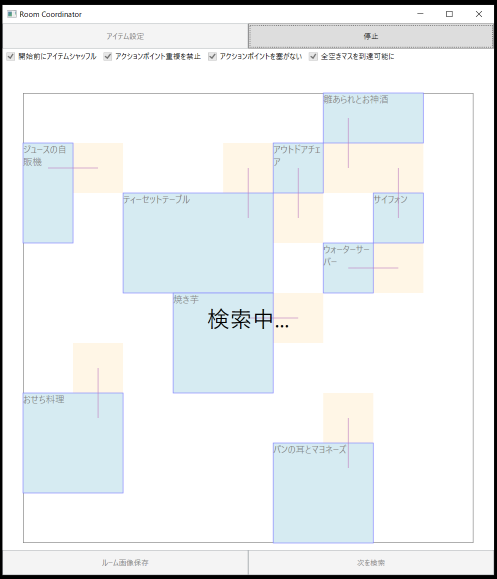 Room Coordinator
アイテム設定
停止
開始前にアイテムシャッフル
アクションポイント重複を禁止
アクションポイントを塞がない
全空きマスを到達可能に
雛あられとお神酒
ジュースの自
販機
アウトドアチェ
ア
ティーセットテーブル
サイフォン
ウォーターサー
バー
焼き芋
検索中...
おせち料理
パンの耳とマヨネーズ
ルーム画像保存
次を検索